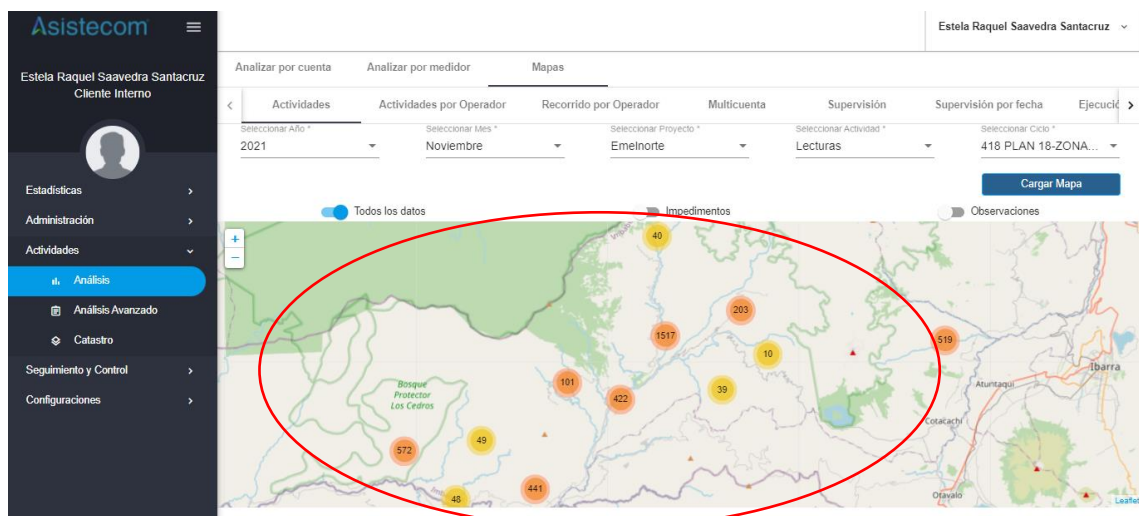 Asistecom
Estela Raquel Saavedra Santacruz
Estela Raquel Saavedra Santacruz
Cliente Interno
Estadísticas
Administración
Actividades
Análisis
Análisis Avanzado
Catastro
Seguimiento y Control
Configuraciones
Analizar por cuenta Analizar por medidor Mapas
Actividades Actividades por Operador Recorrido por Operador Multicuenta Supervisión Supervisión por fecha
Seleccionar Año * Seleccionar Mes * Seleccionar Proyecto * Seleccionar Actividad * Seleccionar Ciclo *
2021 Noviembre Emelnorte Lecturas 418 PLAN 18-ZONA...
Cargar Mapa
Todos los datos Impedimentos Observaciones
+
−
40
203
1517
519
10
Ibarra
101
Atuntaqui
39
422
Bosque
Protector
Los Cedros
Cotacachi
49
572
441
48
Otavalo
Leaflet